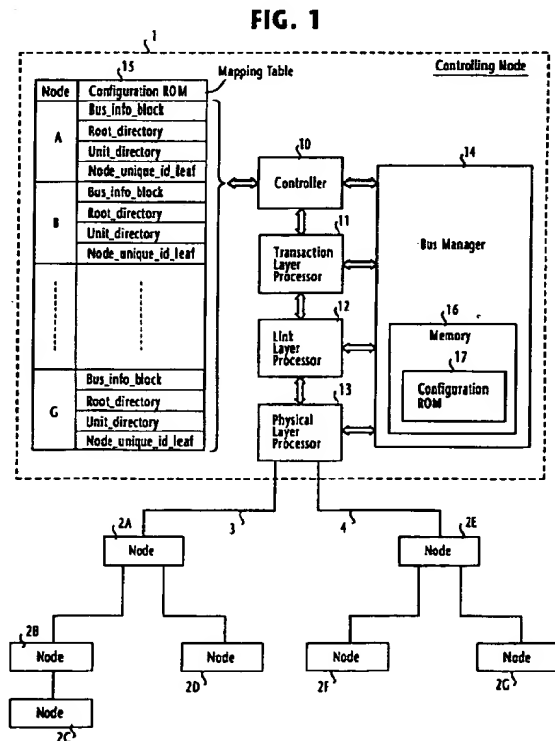 FIG. 1
1
15
Mapping Table
Controlling Node
Node
Configuration ROM
A
Bus_info_block
Root_directory
Unit_directory
Node_unique_id_leaf
B
Bus_info_block
Root_directory
Unit_directory
Node_unique_id_leaf
G
Bus_info_block
Root_directory
Unit_directory
Node_unique_id_leaf
10
Controller
11
Transaction
Layer
Processor
12
Link
Layer
Processor
13
Physical
Layer
Processor
14
Bus Manager
16
Memory
17
Configuration
ROM
3
4
2A
Node
2E
Node
2B
Node
Node
2D
Node
2F
Node
2G
Node
2C